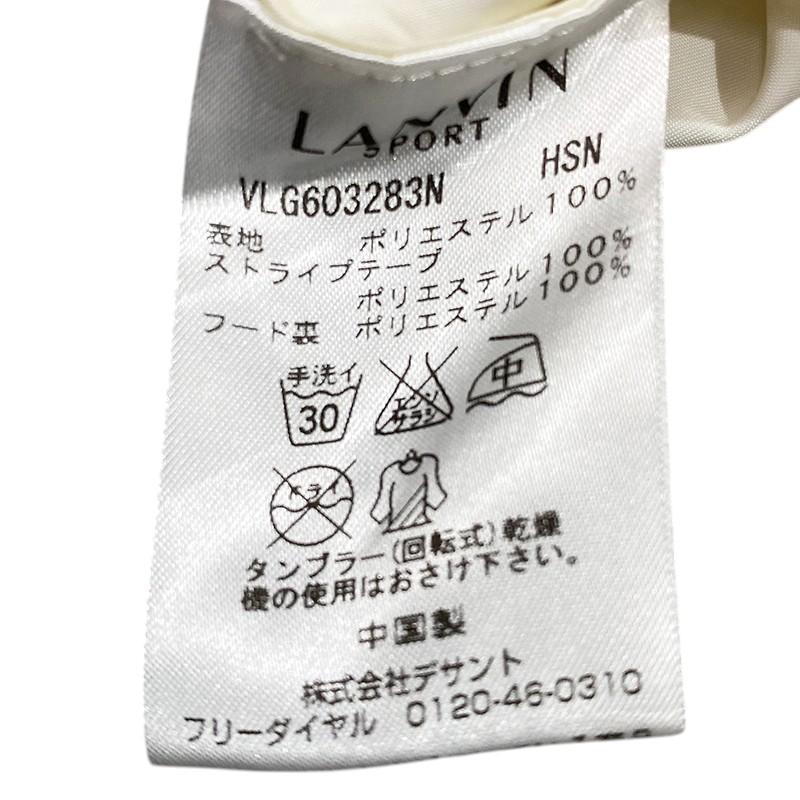 LANVIN
SPORT
VLG603283N HSN
表地 ポリエステル 100%
ストライプテープ
ポリエステル 100%
フード裏 ポリエステル 100%
手洗イ
30
エンソ
サラシ
中
ドライ
タンブラー(回転式)乾燥
機の使用はおさけ下さい。
中国製
株式会社デサント
フリーダイヤル 0120-46-0310